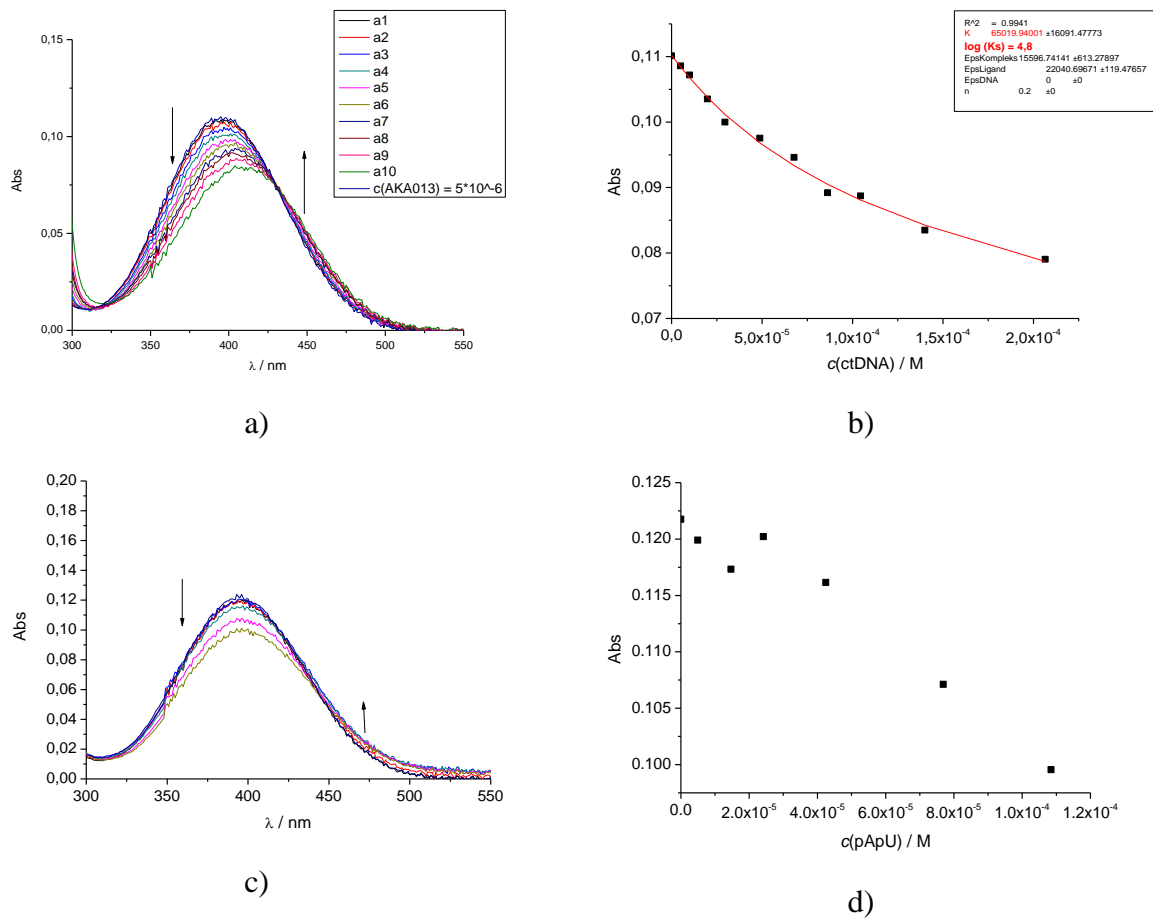 a1
a2
a3
a4
a5
a6
a7
a8
a9
a10
c(AKA013) = 5*10^-6
0,15
0,10
0,05
0,00
Abs
300 350 400 450 500 550
λ / nm
a)
R^2 = 0.9941
K 65019.94001 ±16091.47773
log (Ks) = 4,8
EpsKompleks 15596.74141 ±613.27897
EpsLigand 22040.69671 ±119.47657
EpsDNA 0 ±0
n 0.2 ±0
0,11
0,10
0,09
0,08
0,07
Abs
0,0 5,0x10-5 1,0x10-4 1,5x10-4 2,0x10-4
c(ctDNA) / M
b)
0,20
0,18
0,16
0,14
0,12
0,10
0,08
0,06
0,04
0,02
0,00
Abs
300 350 400 450 500 550
λ / nm
c)
0.125
0.120
0.115
0.110
0.105
0.100
Abs
0.0 2.0x10-5 4.0x10-5 6.0x10-5 8.0x10-5 1.0x10-4 1.2x10-4
c(pApU) / M
d)